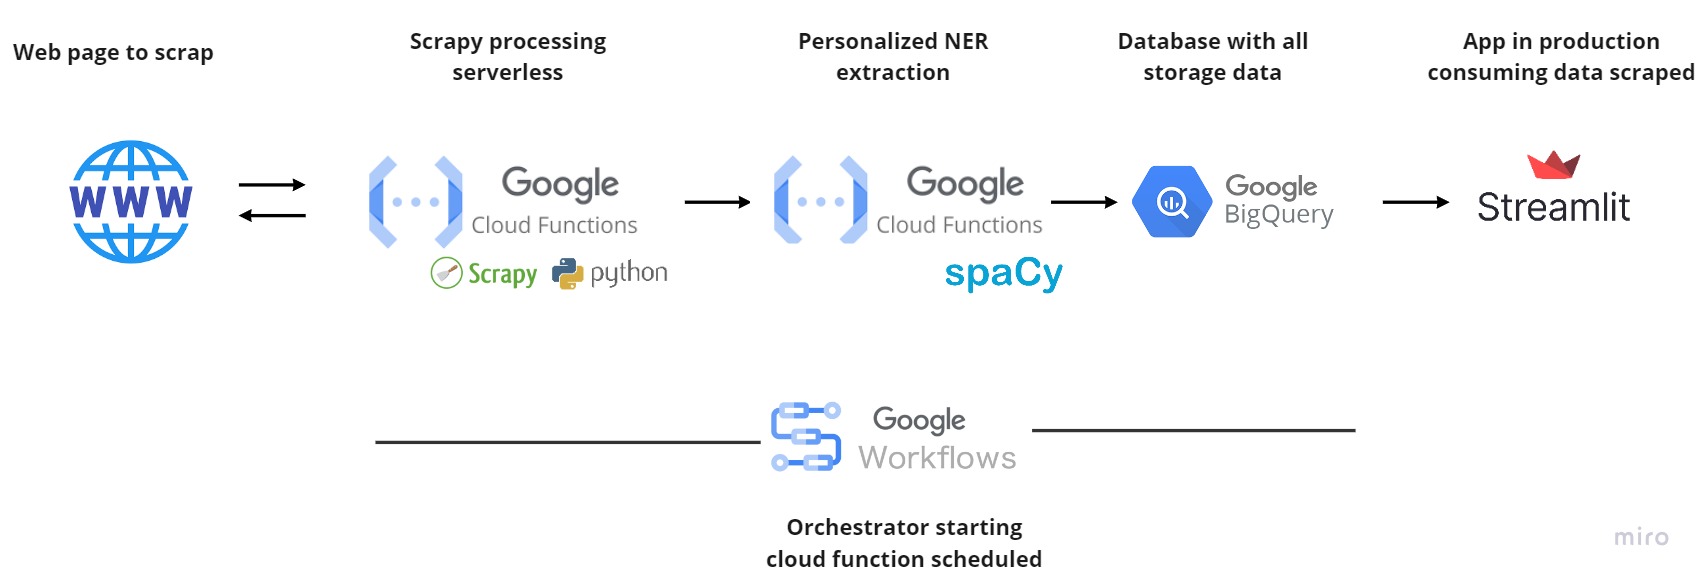 Web page to scrap
Scrapy processing
serverless
Personalized NER
extraction
Database with all
storage data
App in production
consuming data scraped
WWW
Google
Cloud Functions
Scrapy
python
Google
Cloud Functions
spaCy
Google
BigQuery
Streamlit
Google
Workflows
Orchestrator starting
cloud function scheduled
miro